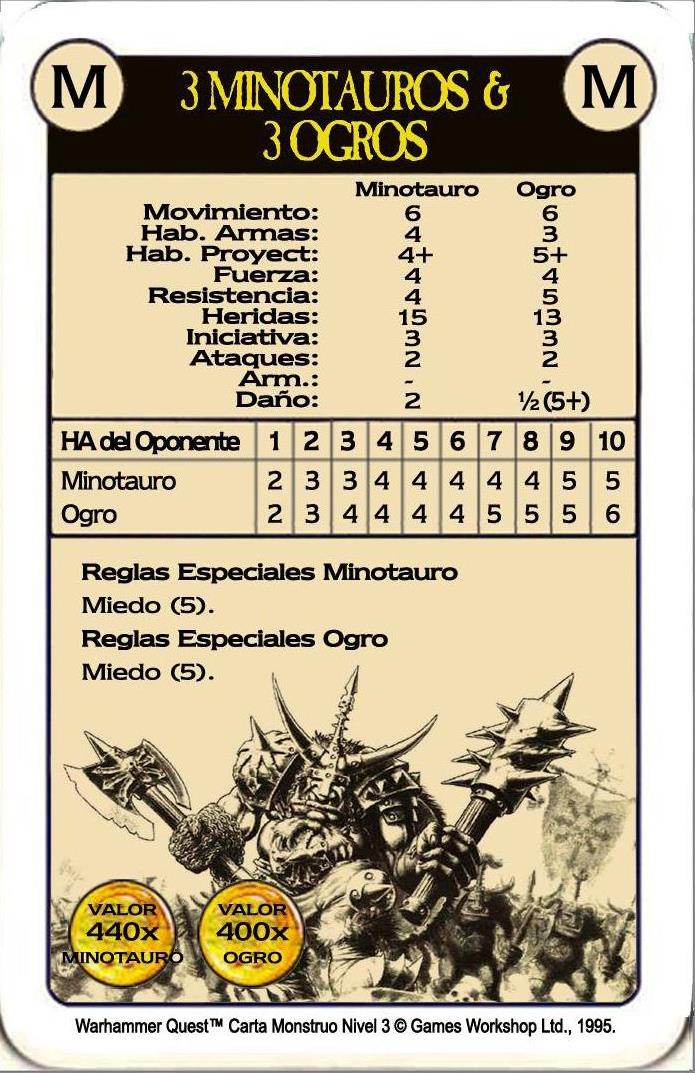 M
3 MINOTAUROS &
3 OGROS
M
Minotauro Ogro
Movimiento: 6 6
Hab. Armas: 4 3
Hab. Proyect: 4+ 5+
Fuerza: 4 4
Resistencia: 4 5
Heridas: 15 13
Iniciativa: 3 3
Ataques: 2 2
Arm.: - -
Daño: 2 ½ (5+)
HA del Oponente 1 2 3 4 5 6 7 8 9 10
Minotauro 2 3 3 4 4 4 4 4 5 5
Ogro 2 3 4 4 4 4 5 5 5 6
Reglas Especiales Minotauro
Miedo (5).
Reglas Especiales Ogro
Miedo (5).
VALOR
440x
MINOTAURO
VALOR
400x
OGRO
Warhammer Quest™ Carta Monstruo Nivel 3 © Games Workshop Ltd., 1995.